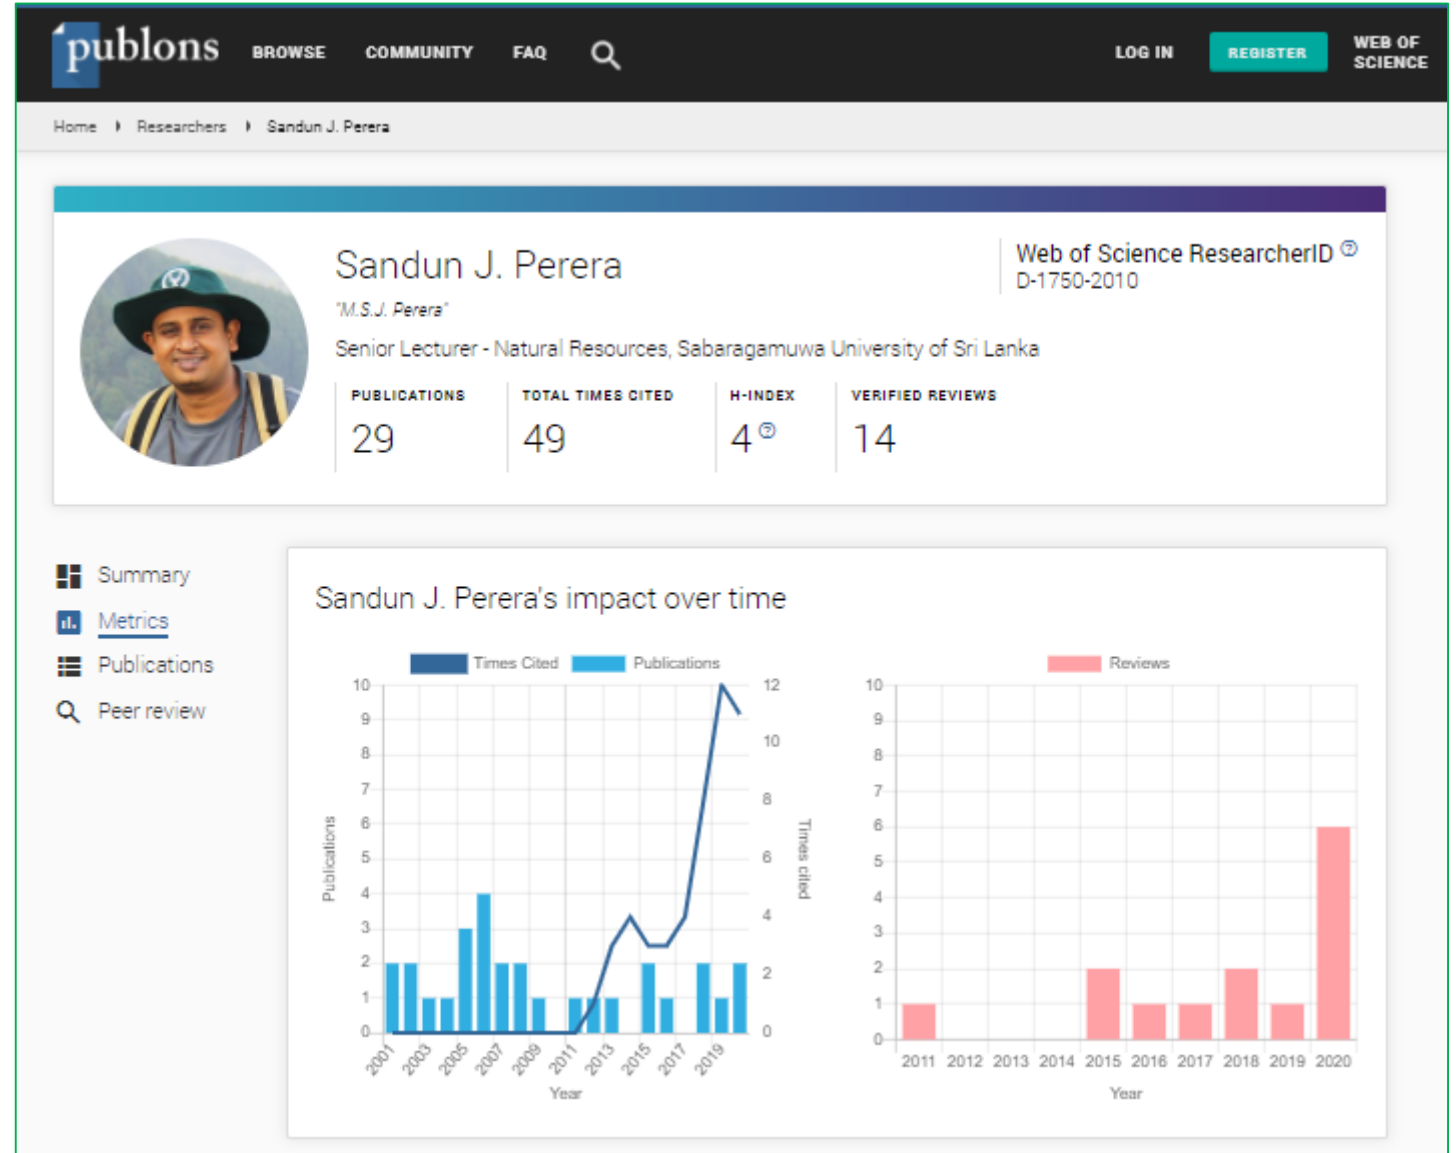 publons BROWSE COMMUNITY FAQ LOG IN REGISTER WEB OF SCIENCE
Home Researchers Sandun J. Perera
Sandun J. Perera
"M.S.J. Perera"
Senior Lecturer - Natural Resources, Sabaragamuwa University of Sri Lanka
Web of Science ResearcherID ?
D-1750-2010
PUBLICATIONS TOTAL TIMES CITED H-INDEX VERIFIED REVIEWS
29 49 4 ? 14
Summary
Metrics
Publications
Peer review
Sandun J. Perera's impact over time
Times Cited Publications
10
9
8
7
6
5
4
3
2
1
0
Publications
12
10
8
6
4
2
0
Times cited
2001 2003 2005 2007 2009 2011 2013 2015 2017 2019
Year
Reviews
10
9
8
7
6
5
4
3
2
1
0
2011 2012 2013 2014 2015 2016 2017 2018 2019 2020
Year